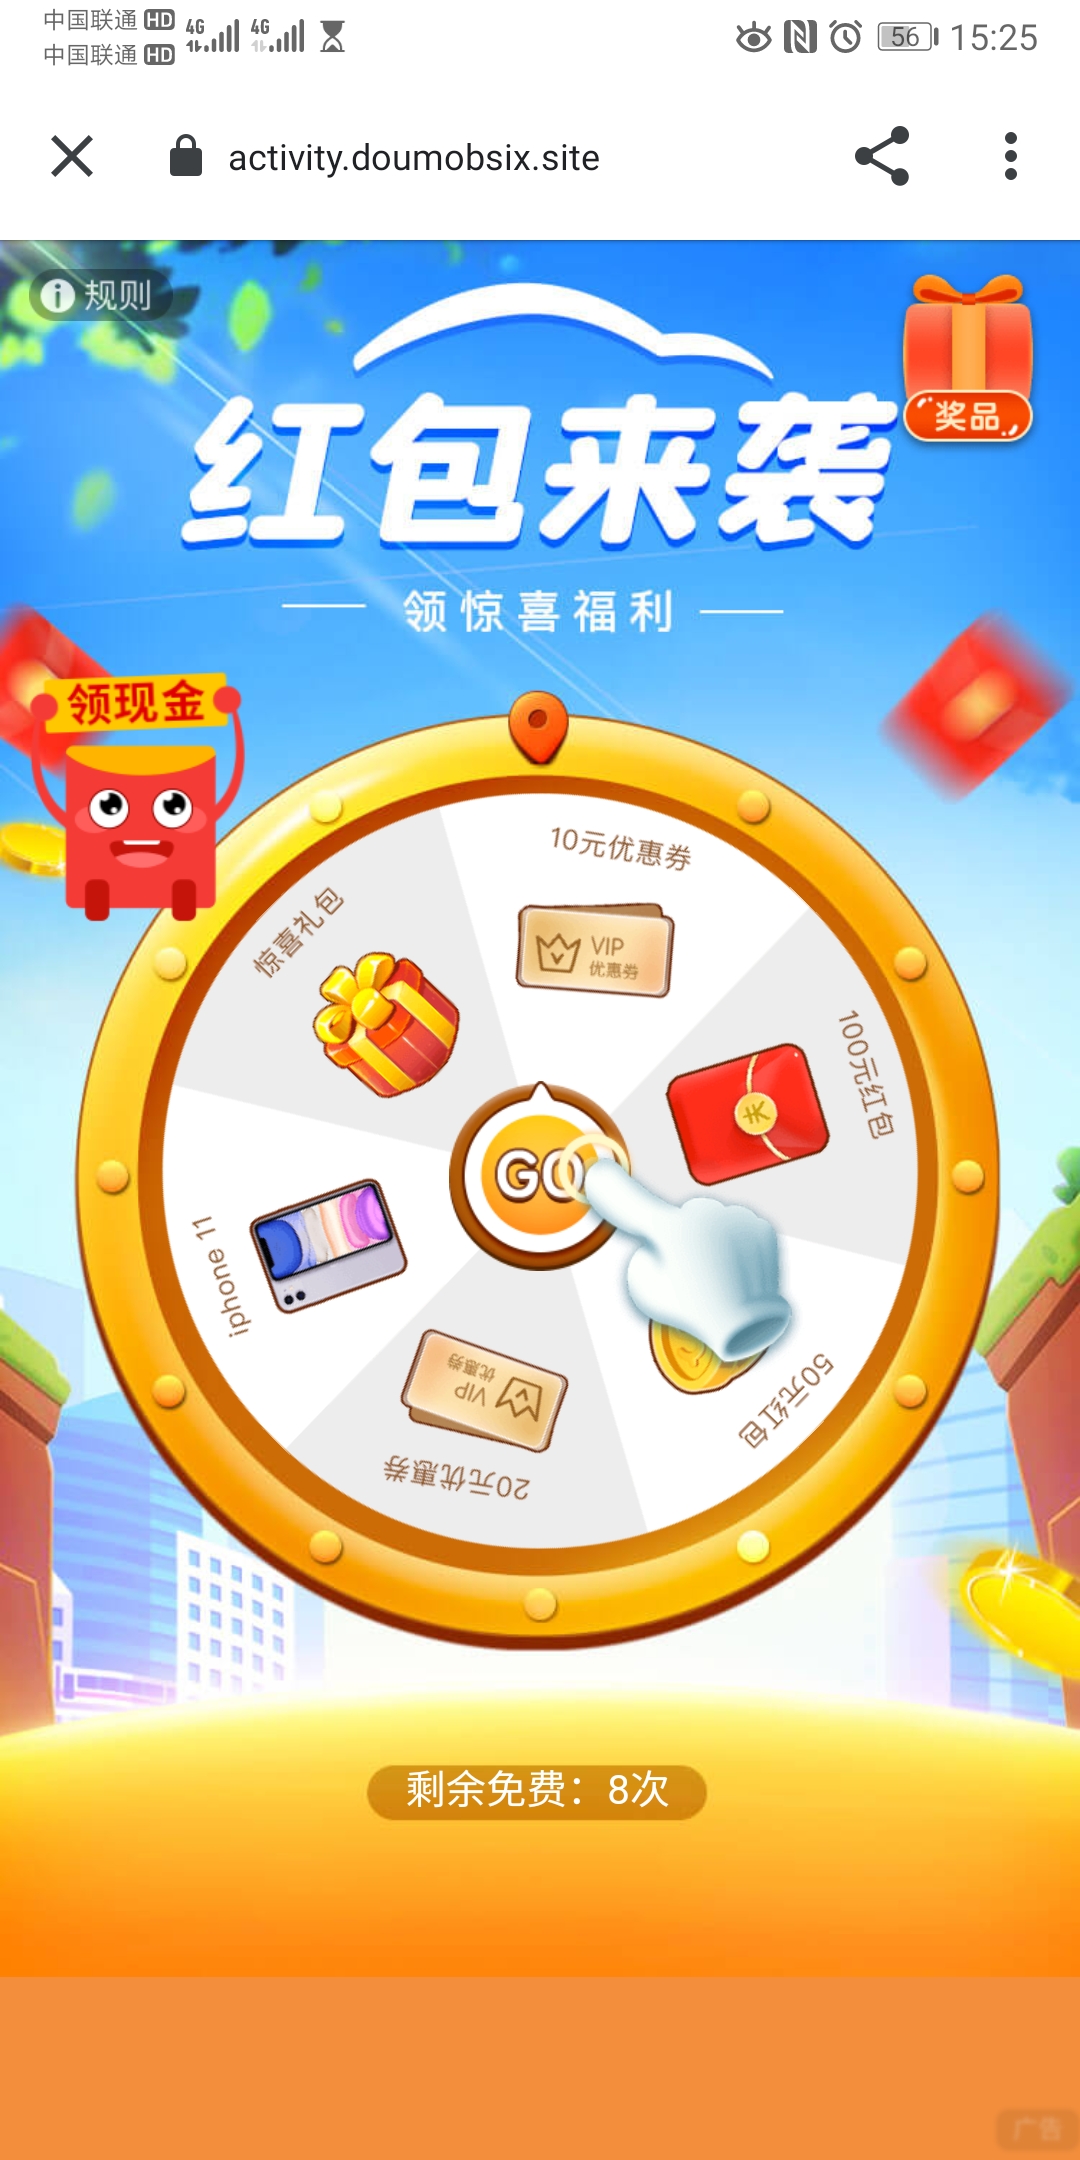 中国联通 HD 4G 4G
中国联通 HD
56 15:25
activity.doumobsix.site
规则
奖品
红包来袭
领惊喜福利
领现金
10元优惠券
VIP
优惠券
惊喜礼包
100元红包
GO
iphone 11
50元红包
VIP
优惠券
20元优惠券
剩余免费：8次
广告